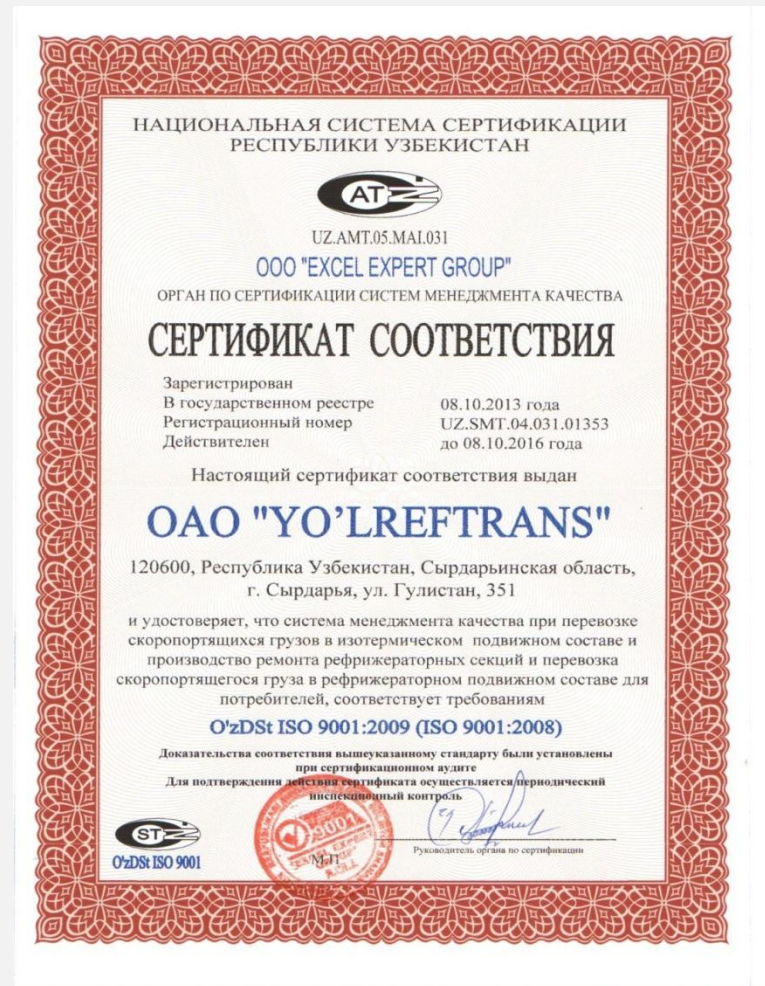 НАЦИОНАЛЬНАЯ СИСТЕМА СЕРТИФИКАЦИИ
РЕСПУБЛИКИ УЗБЕКИСТАН
АТ
UZ.AMT.05.MAI.031
ООО "EXCEL EXPERT GROUP"
ОРГАН ПО СЕРТИФИКАЦИИ СИСТЕМ МЕНЕДЖМЕНТА КАЧЕСТВА
СЕРТИФИКАТ СООТВЕТСТВИЯ
Зарегистрирован
В государственном реестре 08.10.2013 года
Регистрационный номер UZ.SMT.04.031.01353
Действителен до 08.10.2016 года
Настоящий сертификат соответствия выдан
ОАО "YO’LREFTRANS"
120600, Республика Узбекистан, Сырдарьинская область,
г. Сырдарья, ул. Гулистан, 351
и удостоверяет, что система менеджмента качества при перевозке
скоропортящихся грузов в изотермическом подвижном составе и
производство ремонта рефрижераторных секций и перевозка
скоропортящегося груза в рефрижераторном подвижном составе для
потребителей, соответствует требованиям
O'zDSt ISO 9001:2009 (ISO 9001:2008)
Доказательства соответствия вышеуказанному стандарту были установлены
при сертификационном аудите
Для подтверждения действия сертификата осуществляется периодический
инспекционный контроль
ST
O'zDSt ISO 9001
9001
EXCEL EXPERT
М.П
Руководитель органа по сертификации